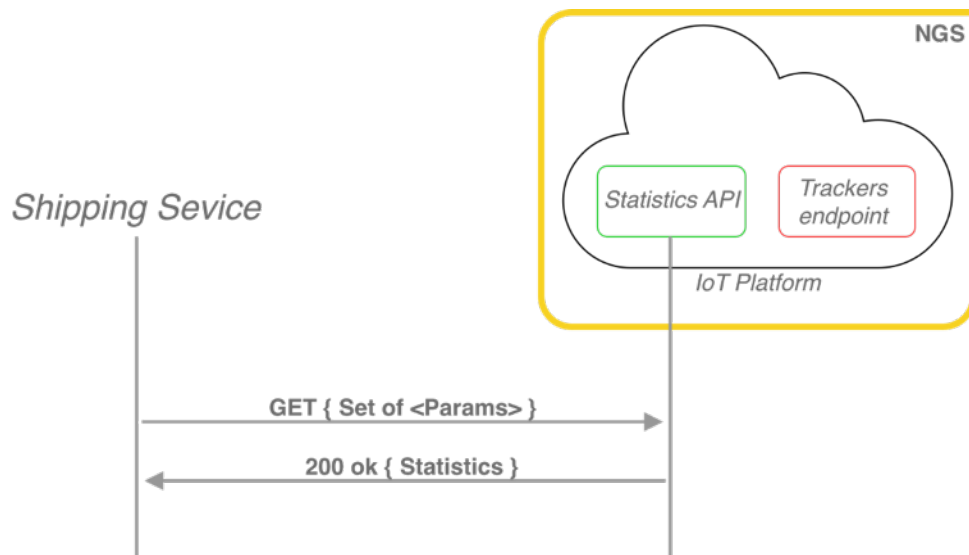 NGS
Shipping Sevice
Statistics API
Trackers
endpoint
IoT Platform
GET { Set of <Params> }
200 ok { Statistics }